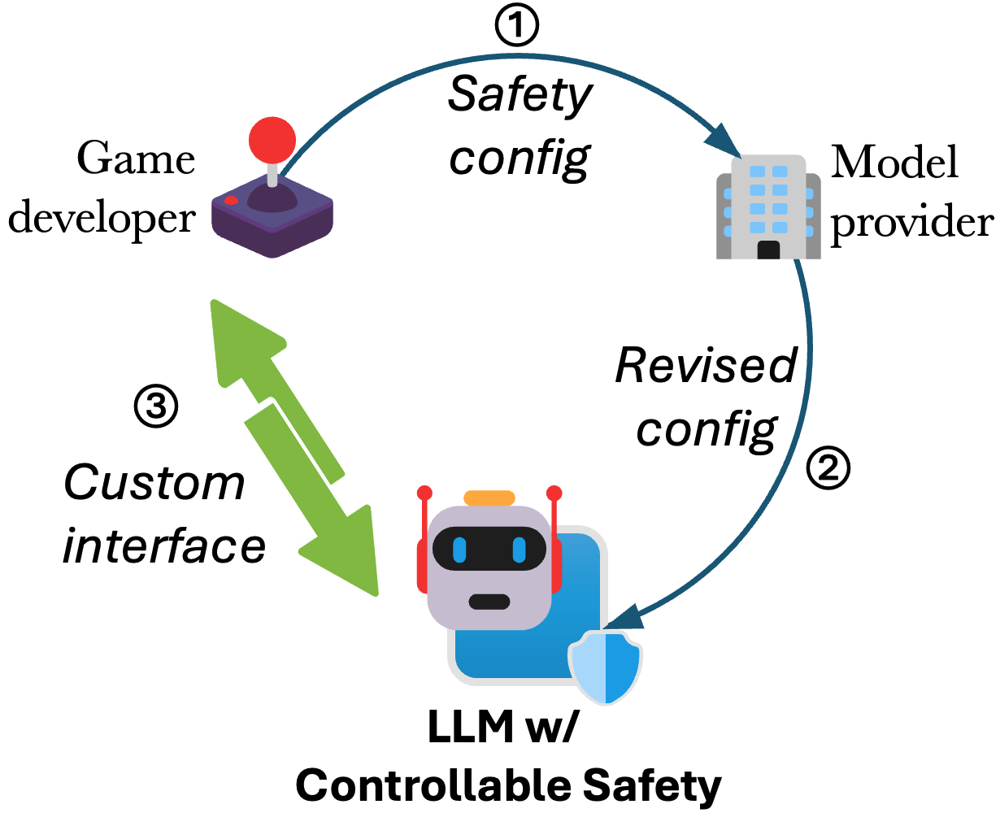 ①
Safety
config
Game
developer
Model
provider
Revised
config
②
③
Custom
interface
LLM w/
Controllable Safety